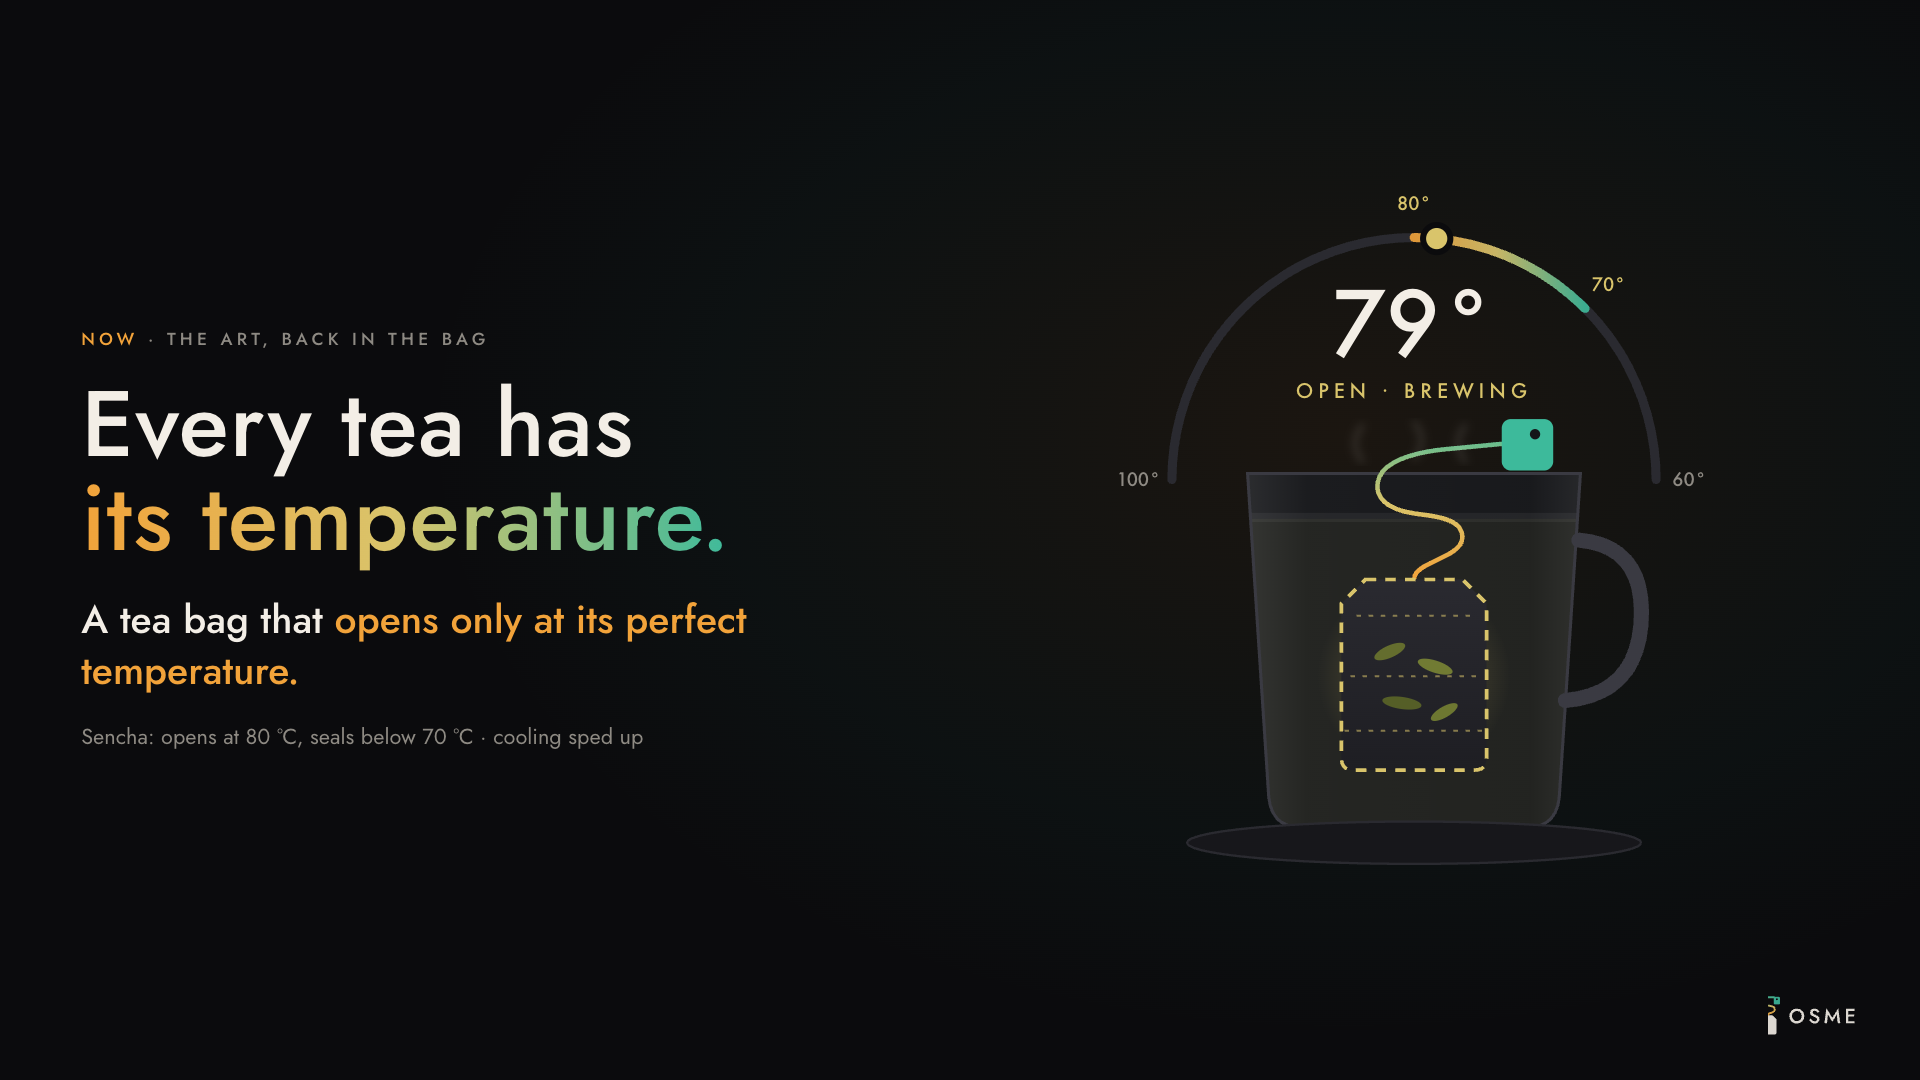 NOW · THE ART, BACK IN THE BAG
Every tea has
its temperature.
A tea bag that opens only at its perfect
temperature.
Sencha: opens at 80 °C, seals below 70 °C · cooling sped up
80°
70°
79°
OPEN · BREWING
100°
60°
OSME